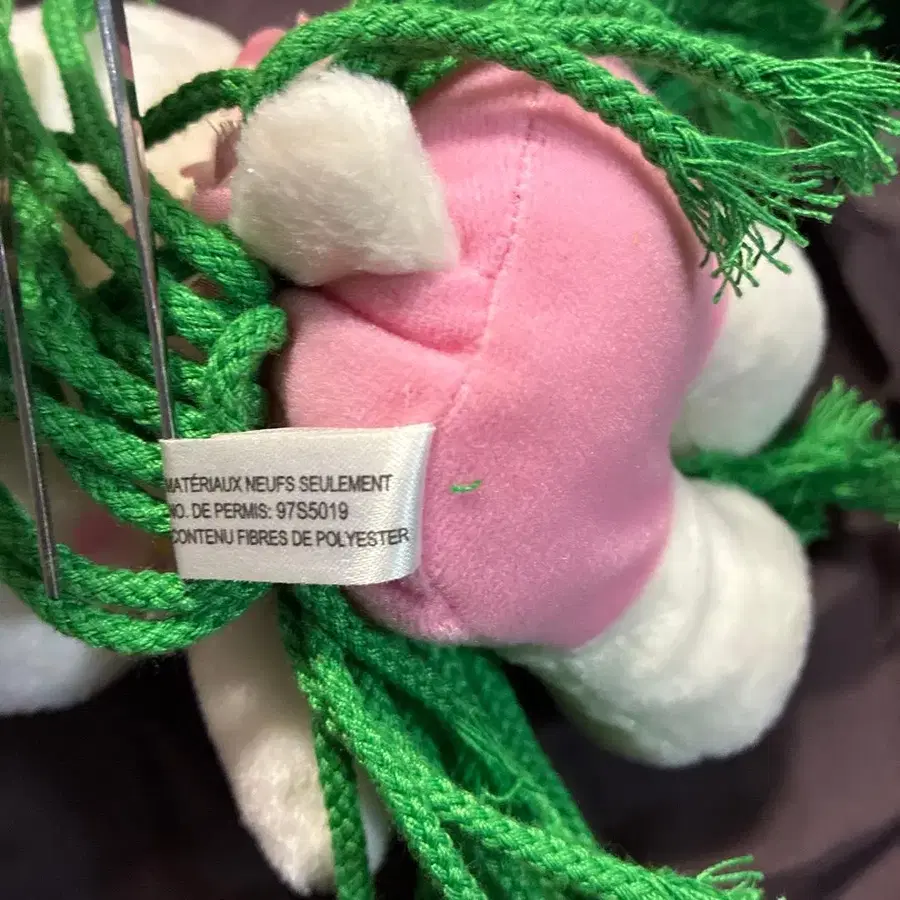 MATÉRIAUX NEUFS SEULEMENT
NO. DE PERMIS: 97S5019
CONTENU FIBRES DE POLYESTER